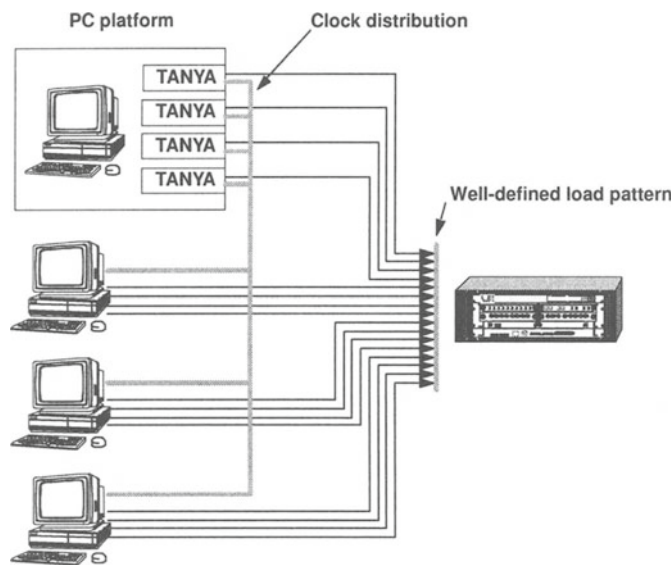 PC platform
Clock distribution
TANYA
TANYA
TANYA
TANYA
Well-defined load pattern